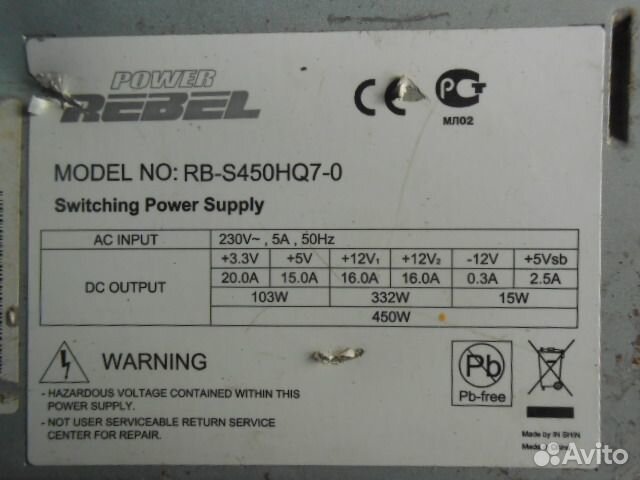 POWER
REBEL
CE PCT
МЛ02
MODEL NO: RB-S450HQ7-0
Switching Power Supply
AC INPUT 230V~ , 5A , 50Hz
DC OUTPUT +3.3V +5V +12V₁ +12V₂ -12V +5Vsb
20.0A 15.0A 16.0A 16.0A 0.3A 2.5A
103W 332W 15W
450W
WARNING
- HAZARDOUS VOLTAGE CONTAINED WITHIN THIS
POWER SUPPLY.
- NOT USER SERVICEABLE RETURN SERVICE
CENTER FOR REPAIR.
Pb
Pb-free
Made by IN SHIN
Made
Avito